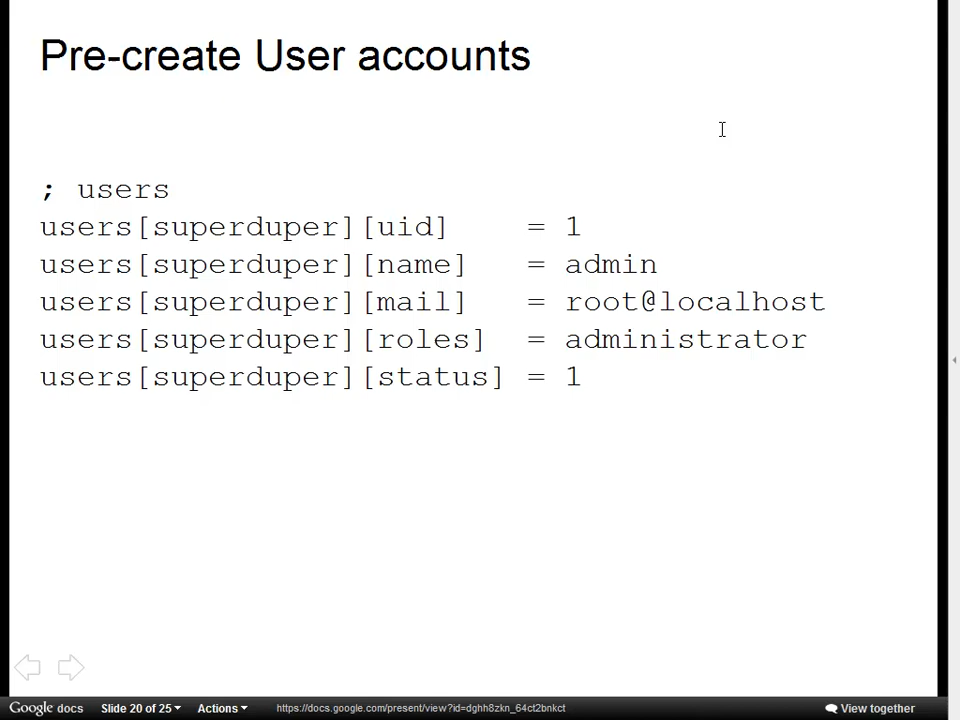 Pre-create User accounts
; users
users[superduper][uid] = 1
users[superduper][name] = admin
users[superduper][mail] = root@localhost
users[superduper][roles] = administrator
users[superduper][status] = 1
Google docs Slide 20 of 25 Actions https://docs.google.com/present/view?id=dghh8zkn_64ct2bnkct View together